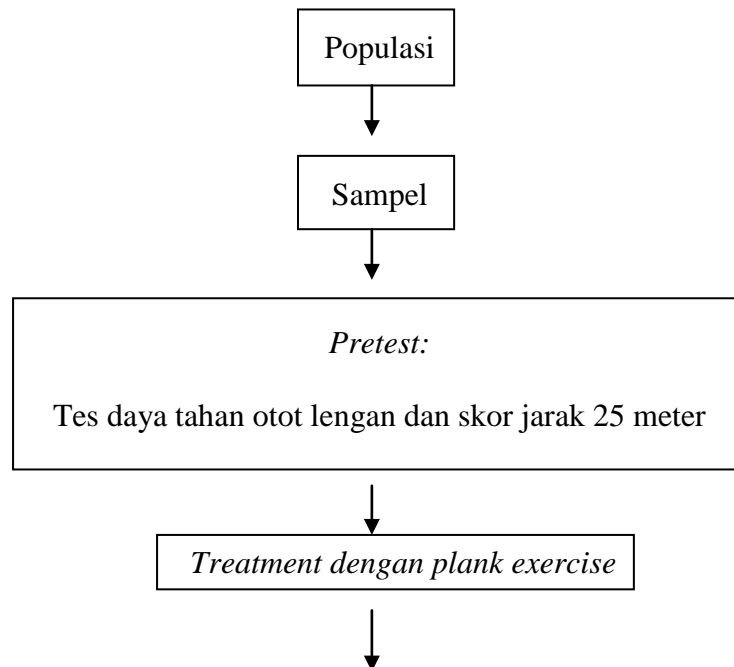 Populasi
Sampel
Pretest:
Tes daya tahan otot lengan dan skor jarak 25 meter
Treatment dengan plank exercise